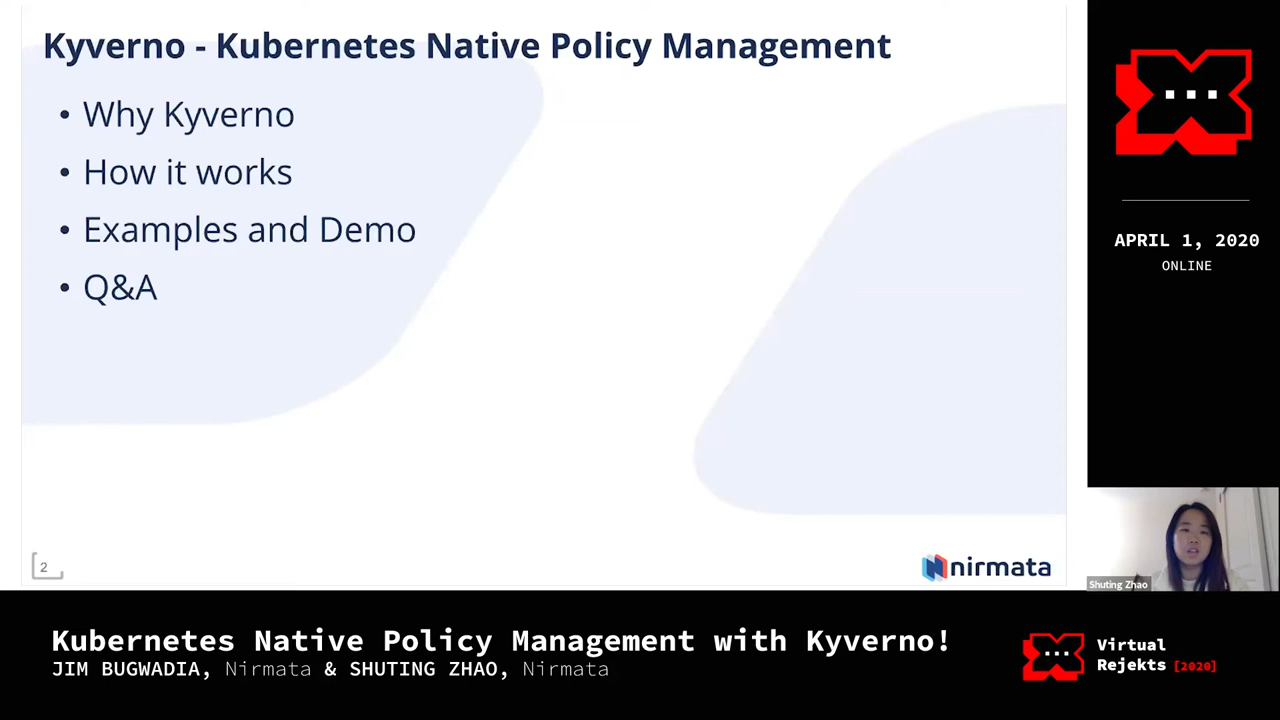 Kyverno - Kubernetes Native Policy Management
• Why Kyverno
• How it works
• Examples and Demo
• Q&A
2
nirmata
APRIL 1, 2020
ONLINE
Shuting Zhao
Kubernetes Native Policy Management with Kyverno!
JIM BUGWADIA, Nirmata & SHUTING ZHAO, Nirmata
Virtual
Rejekts [2020]